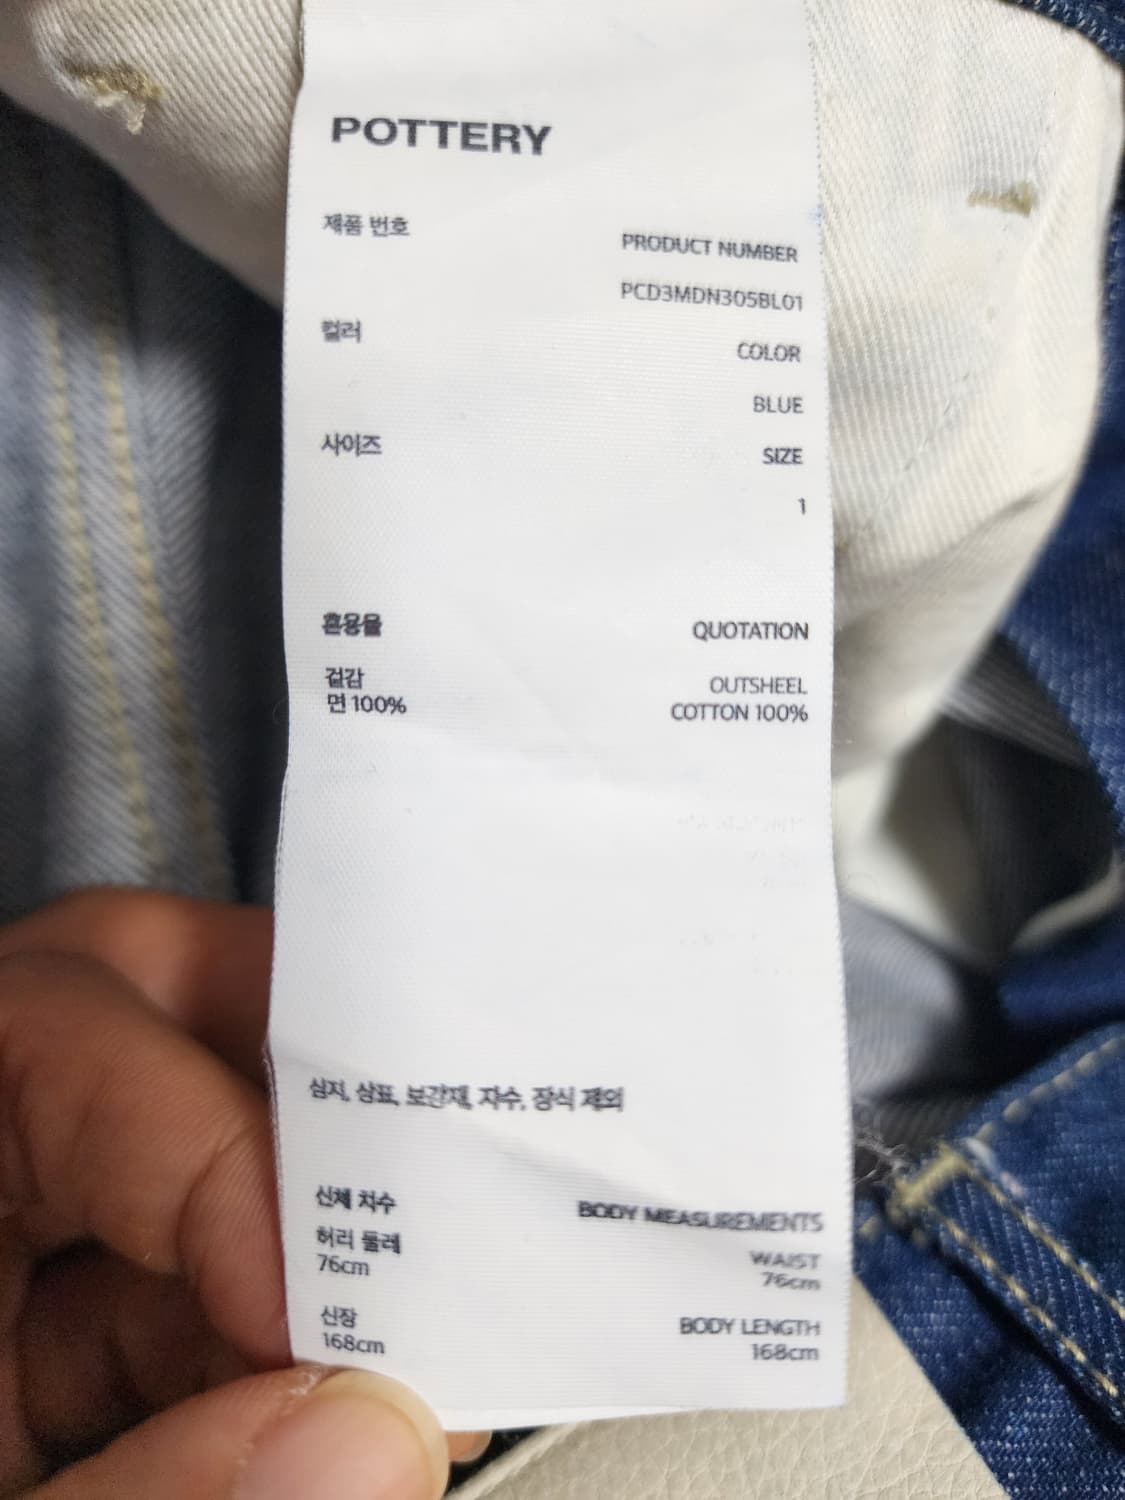 POTTERY
제품 번호
PRODUCT NUMBER
PCD3MDN305BL01
컬러
COLOR
BLUE
사이즈
SIZE
1
혼용율
QUOTATION
겉감
OUTSHEEL
면 100%
COTTON 100%
심지, 상표, 보강재, 자수, 장식 제외
신체 치수
BODY MEASUREMENTS
허리 둘레
WAIST
76cm
76cm
신장
BODY LENGTH
168cm
168cm